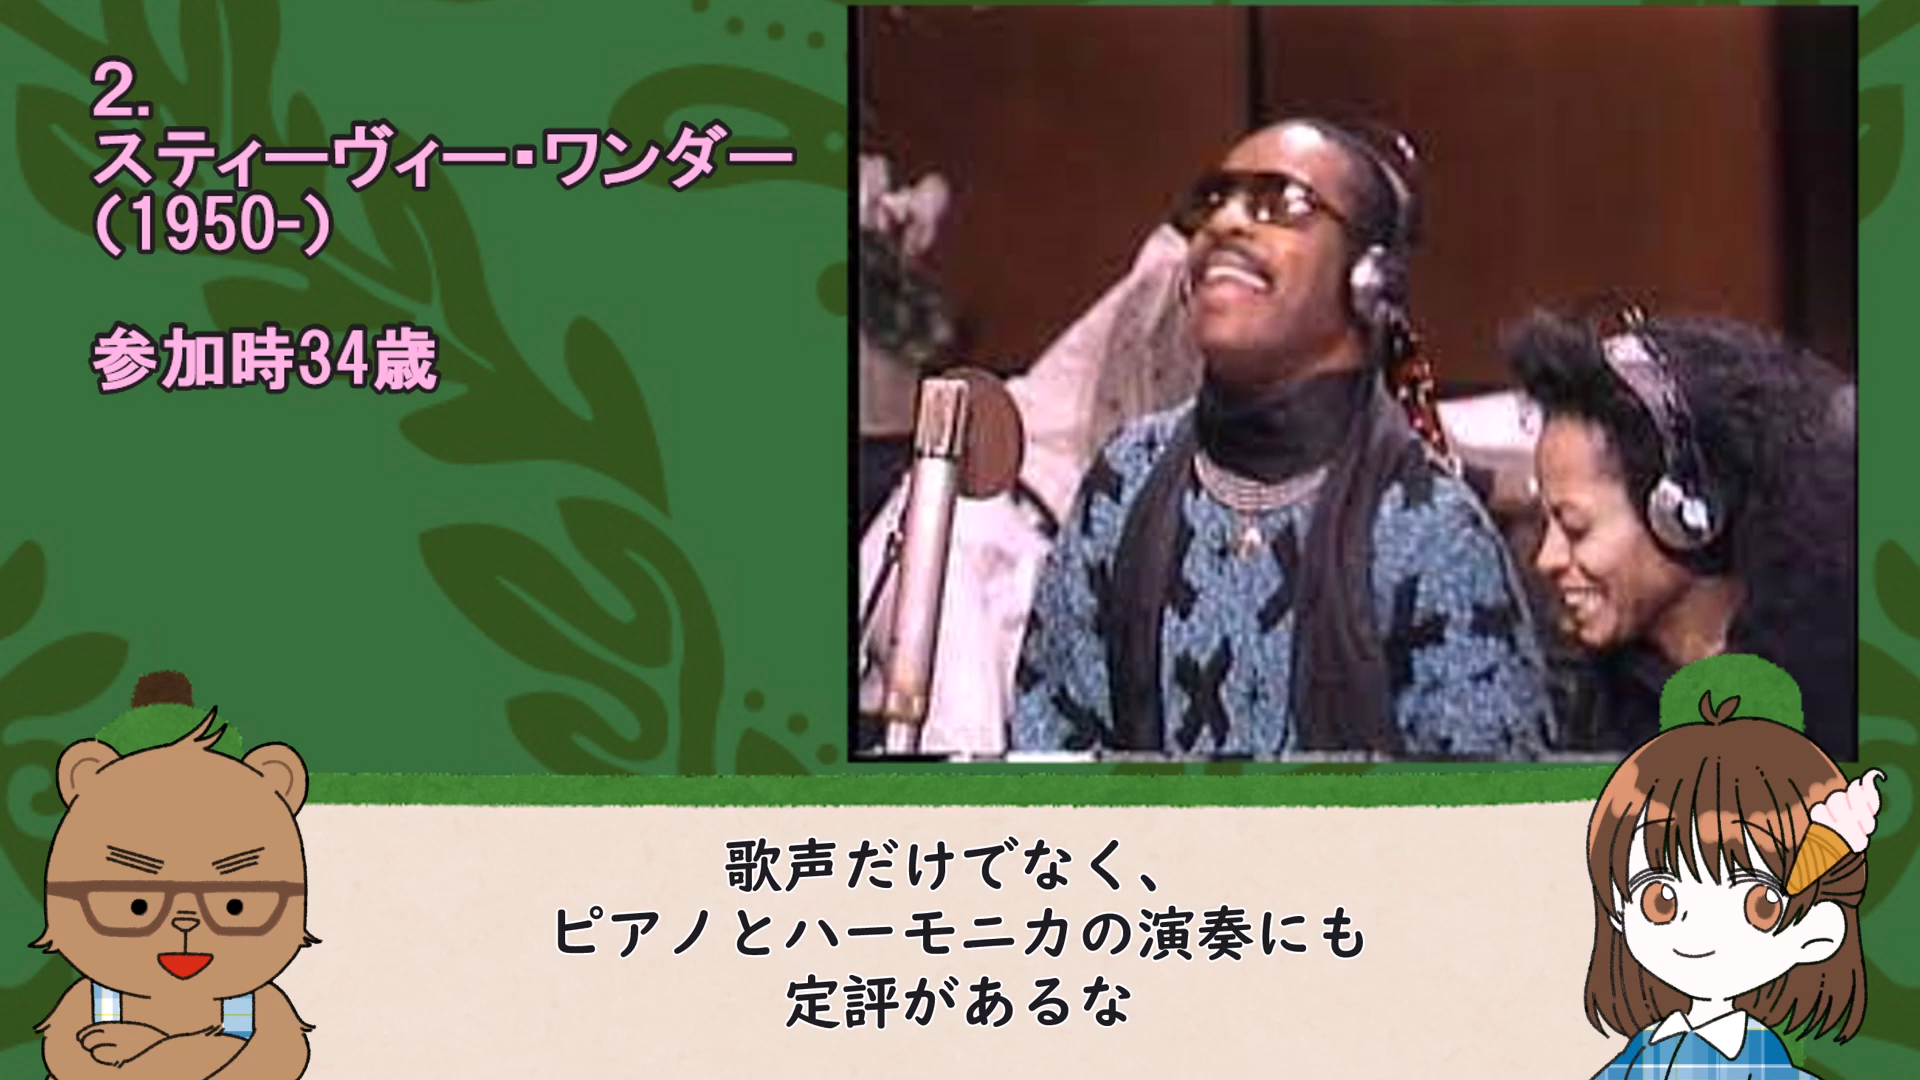 2.
スティーヴィー・ワンダー
(1950-)
参加時34歳
歌声だけでなく、
ピアノとハーモニカの演奏にも
定評があるな